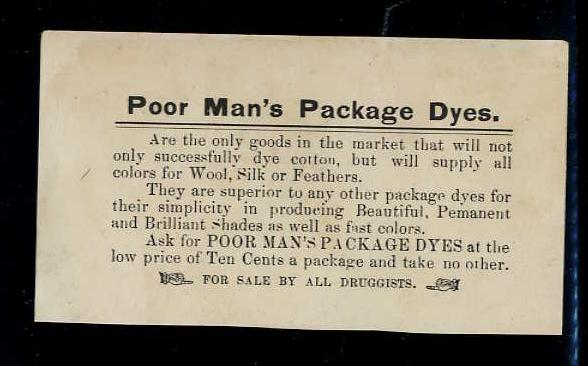 Poor Man's Package Dyes.
Are the only goods in the market that will not
only successfully dye cotton, but will supply all
colors for Wool, Silk or Feathers.
They are superior to any other package dyes for
their simplicity in producing Beautiful, Pemanent
and Brilliant Shades as well as fast colors.
Ask for POOR MAN'S PACKAGE DYES at the
low price of Ten Cents a package and take no other.
FOR SALE BY ALL DRUGGISTS.